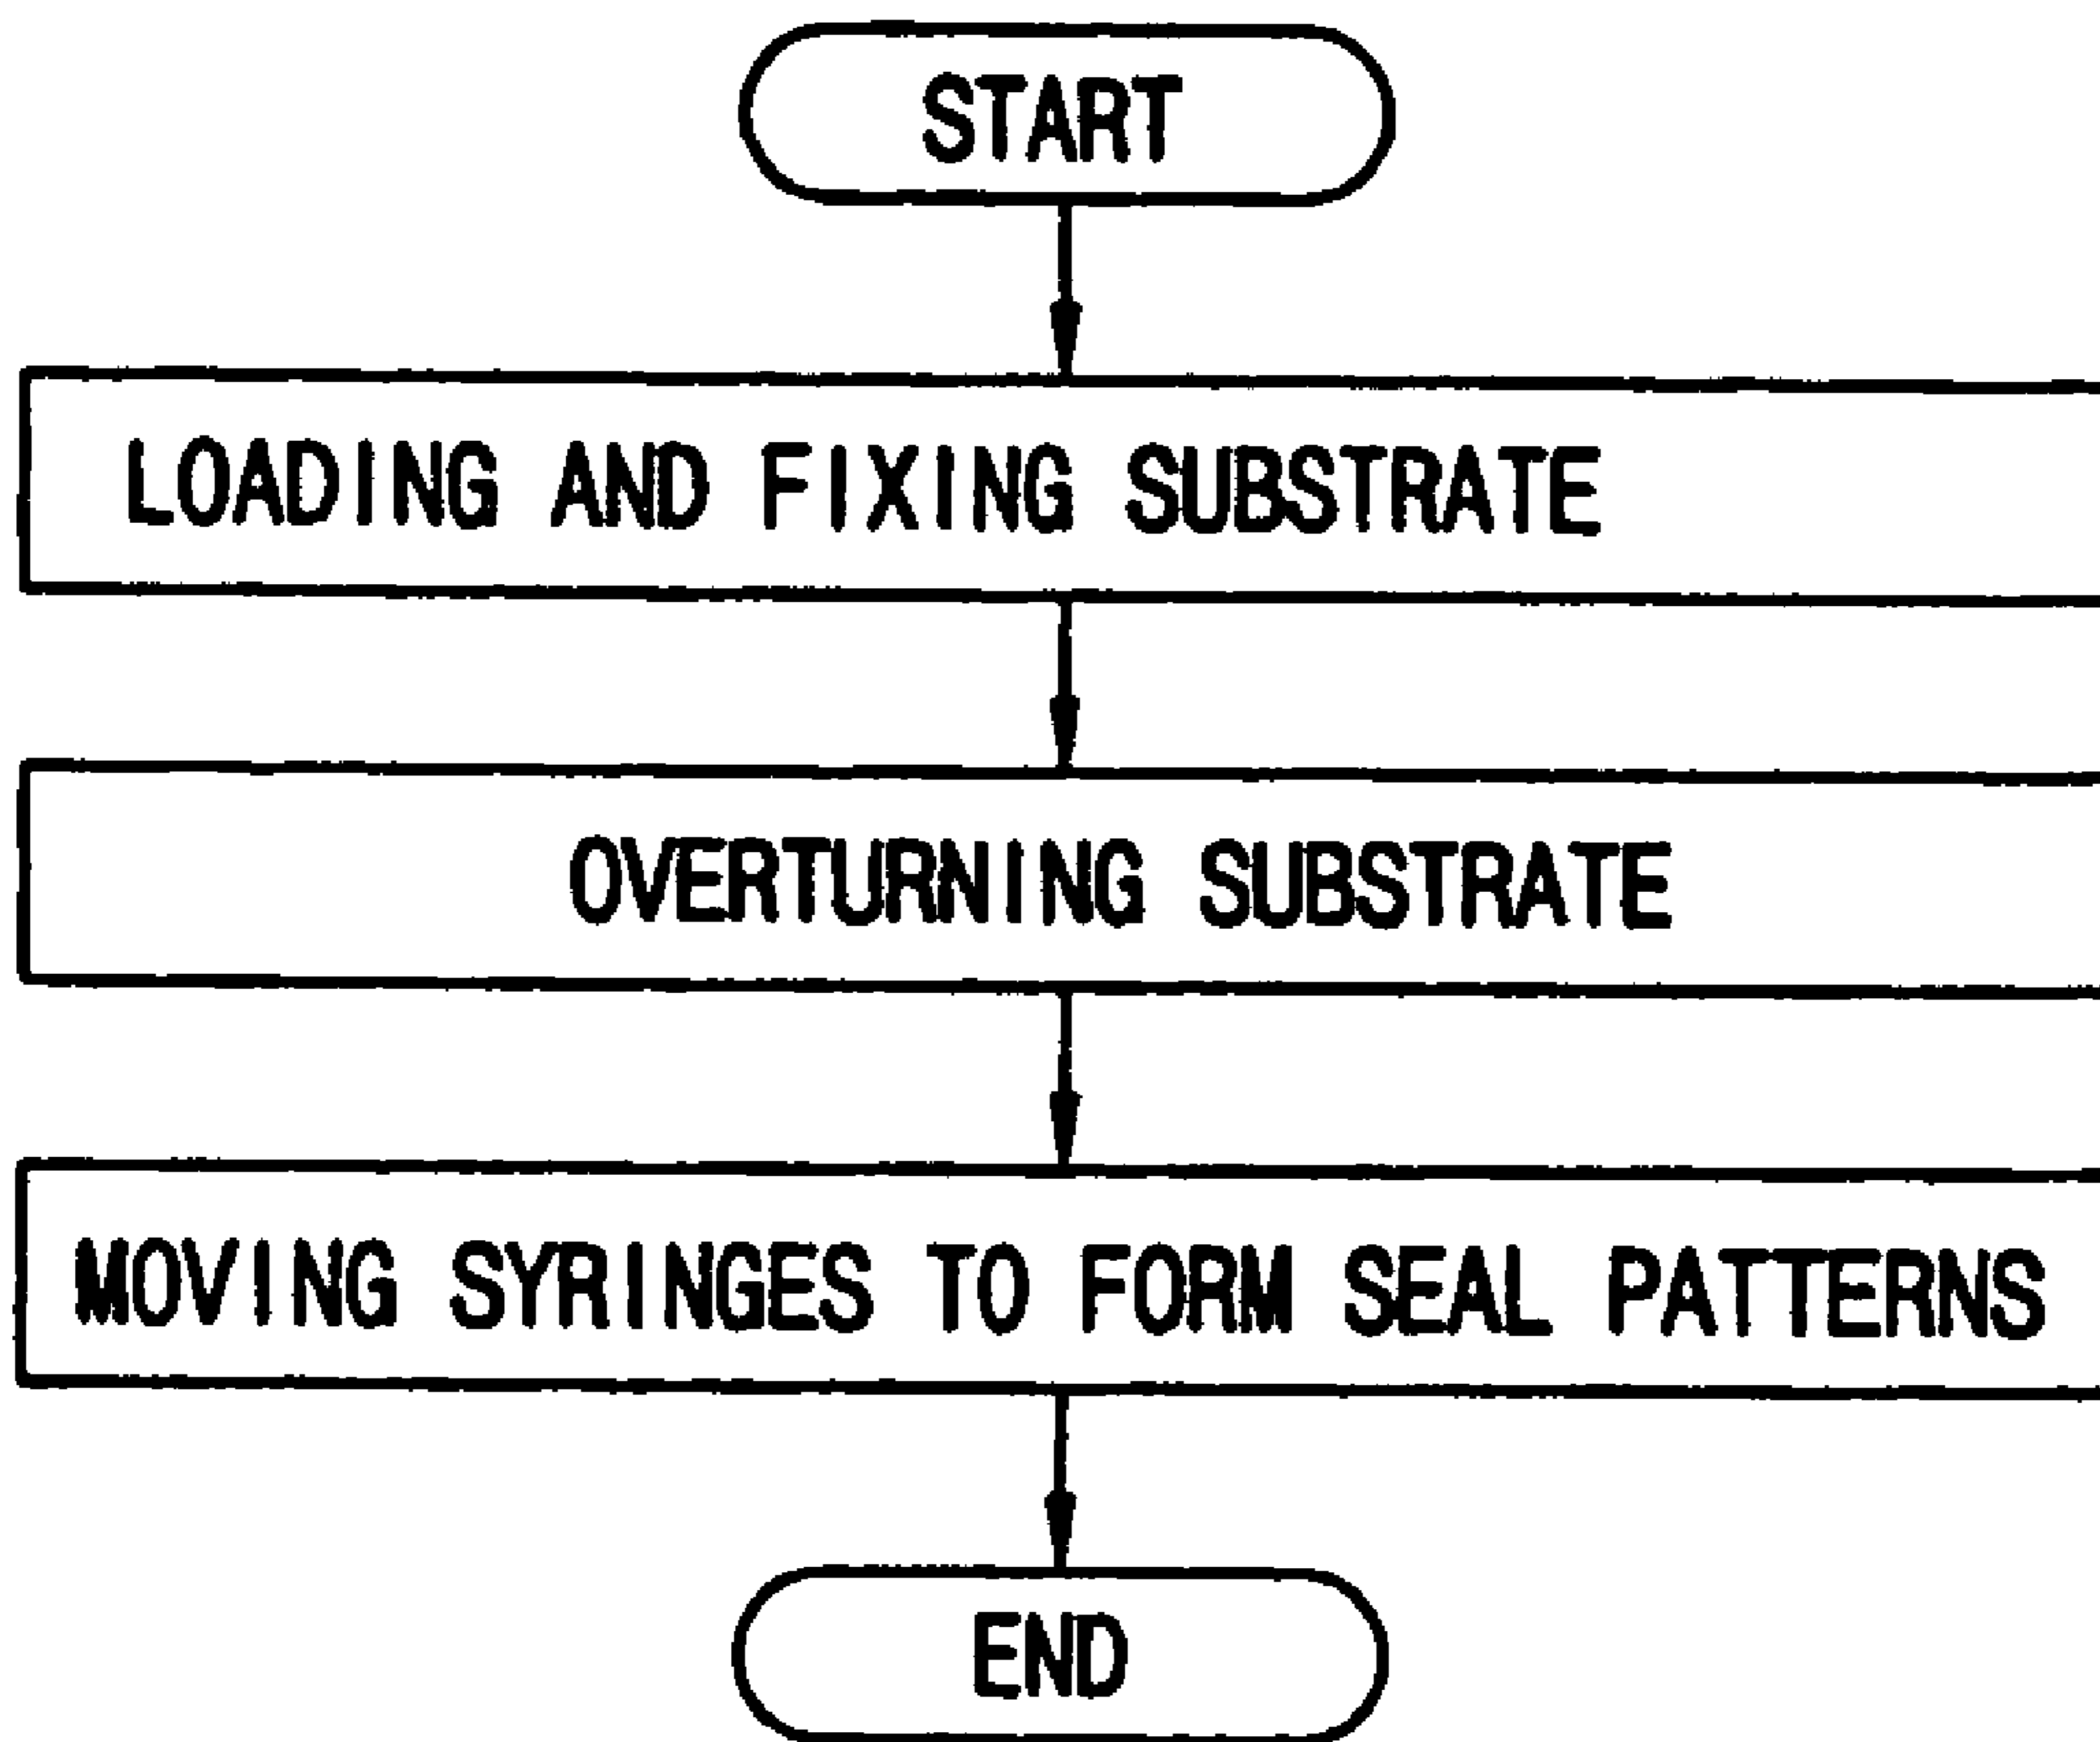 START
LOADING AND FIXING SUBSTRATE
OVERTURNING SUBSTRATE
MOVING SYRINGES TO FORM SEAL PATTERNS
END